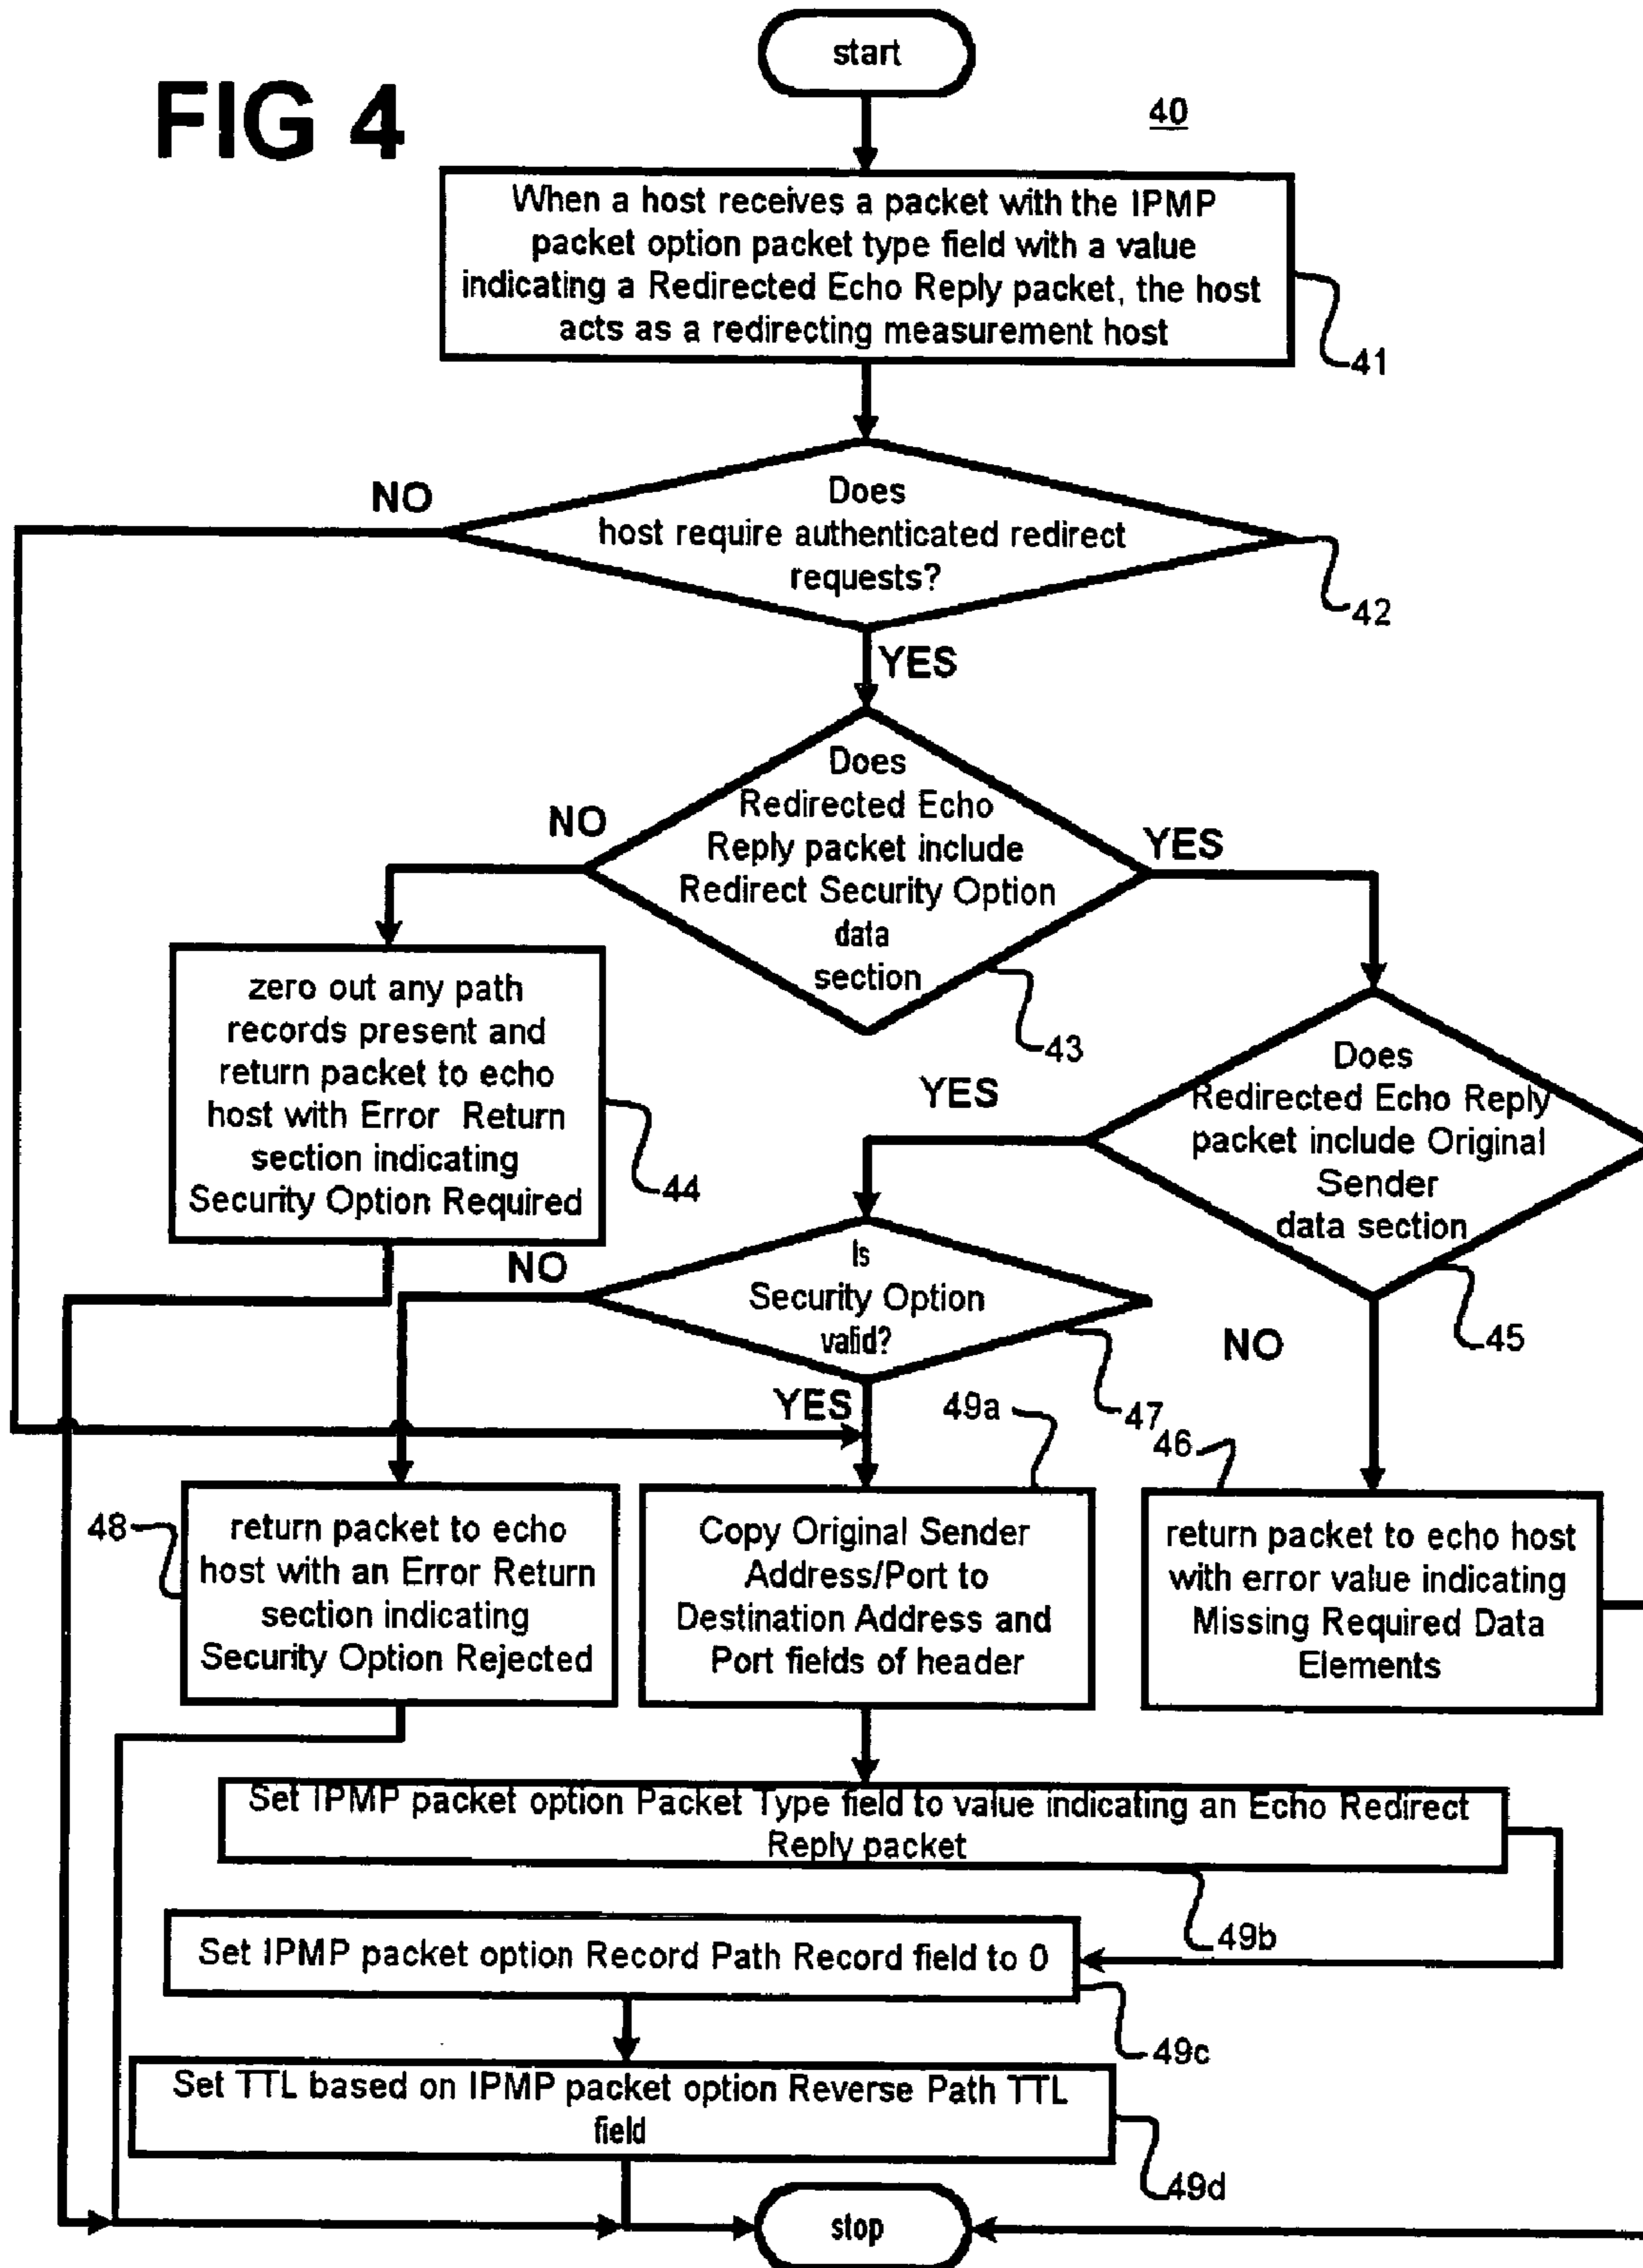 start
FIG 4
40
When a host receives a packet with the IPMP
packet option packet type field with a value
indicating a Redirected Echo Reply packet, the host
acts as a redirecting measurement host
41
NO
Does
host require authenticated redirect
requests?
42
YES
Does
Redirected Echo
Reply packet include
Redirect Security Option
data
section
NO
YES
43
zero out any path
records present and
return packet to echo
host with Error Return
section indicating
Security Option Required
44
YES
Does
Redirected Echo Reply
packet include Original
Sender
data section
45
NO
Is
Security Option
valid?
NO
YES
47
49a
46
48
return packet to echo
host with an Error Return
section indicating
Security Option Rejected
Copy Original Sender
Address/Port to
Destination Address and
Port fields of header
return packet to echo host
with error value indicating
Missing Required Data
Elements
Set IPMP packet option Packet Type field to value indicating an Echo Redirect
Reply packet
49b
Set IPMP packet option Record Path Record field to 0
49c
Set TTL based on IPMP packet option Reverse Path TTL
field
49d
stop